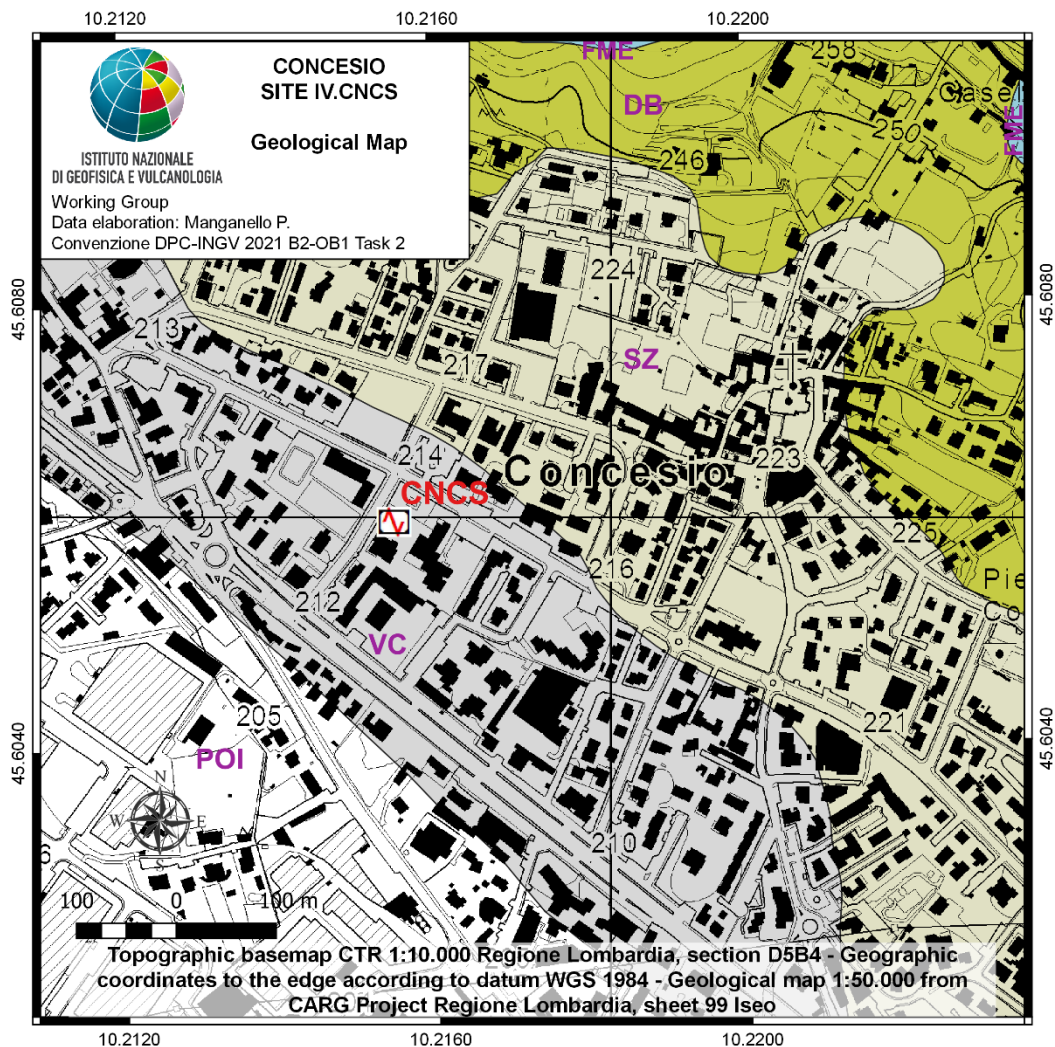 10.2120
10.2160
10.2200
CONCESIO
SITE IV.CNCS
Geological Map
ISTITUTO NAZIONALE
DI GEOFISICA E VULCANOLOGIA
Working Group
Data elaboration: Manganello P.
Convenzione DPC-INGV 2021 B2-OB1 Task 2
FME
258
DB
Casel
250
FME
246
45.6080
45.6080
224
213
SZ
217
214
Concesio
223
CNCS
225
216
Pie
Co
212
VC
205
221
POI
45.6040
45.6040
N
W E
S
210
6
100 0 100 m
Topographic basemap CTR 1:10.000 Regione Lombardia, section D5B4 - Geographic
coordinates to the edge according to datum WGS 1984 - Geological map 1:50.000 from
CARG Project Regione Lombardia, sheet 99 Iseo
10.2120
10.2160
10.2200